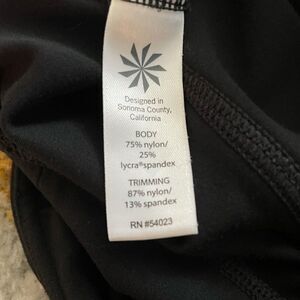 Designed in
Sonoma County,
California
BODY
75% nylon/
25%
lycra®spandex
TRIMMING
87% nylon/
13% spandex
RN #54023